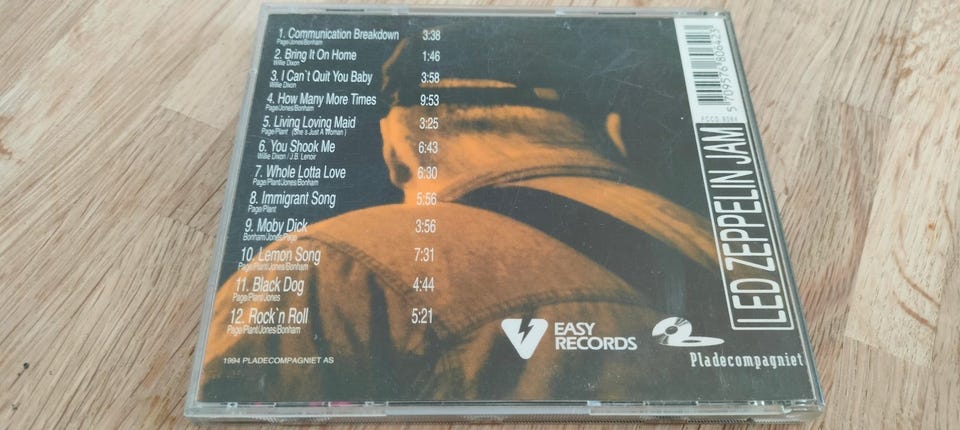 1. Communication Breakdown 3:38
Page/Jones/Bonham
2. Bring It On Home 1:46
Willie Dixon
3. I Can`t Quit You Baby 3:58
Willie Dixon
4. How Many More Times 9:53
Page/Jones/Bonham
5. Living Loving Maid 3:25
Page/Plant (She`s Just A Woman)
6. You Shook Me 6:43
Willie Dixon / J.B. Lenoir
7. Whole Lotta Love 6:30
Page/Plant/Jones/Bonham
8. Immigrant Song 5:56
Page/Plant
9. Moby Dick 3:56
Bonham/Jones/Page
10. Lemon Song 7:31
Page/Plant/Jones/Bonham
11. Black Dog 4:44
Page/Plant/Jones
12. Rock`n Roll 5:21
Page/Plant/Jones/Bonham
1994 PLADECOMPAGNIET AS
EASY
RECORDS
Pladecompagniet
LED ZEPPELIN JAM
5 709576 806423